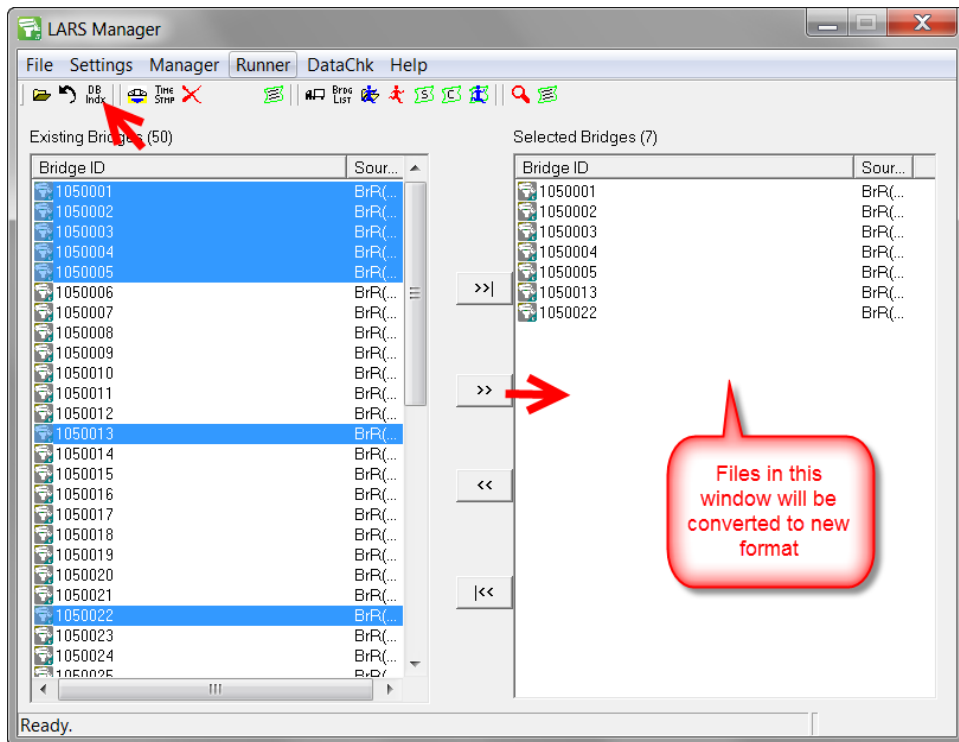 LARS Manager
File Settings Manager Runner DataChk Help
DB Indx TIME STMP BRDG LIST S C
Existing Bridges (50)
Selected Bridges (7)
Bridge ID Sour...
Bridge ID Sour...
1050001 BrR(...
1050002 BrR(...
1050003 BrR(...
1050004 BrR(...
1050005 BrR(...
1050006 BrR(...
1050007 BrR(...
1050008 BrR(...
1050009 BrR(...
1050010 BrR(...
1050011 BrR(...
1050012 BrR(...
1050013 BrR(...
1050014 BrR(...
1050015 BrR(...
1050016 BrR(...
1050017 BrR(...
1050018 BrR(...
1050019 BrR(...
1050020 BrR(...
1050021 BrR(...
1050022 BrR(...
1050023 BrR(...
1050024 BrR(...
1050025 BrR(
>>|
>>
<<
|<<
1050001 BrR(...
1050002 BrR(...
1050003 BrR(...
1050004 BrR(...
1050005 BrR(...
1050013 BrR(...
1050022 BrR(...
Files in this
window will be
converted to new
format
Ready.